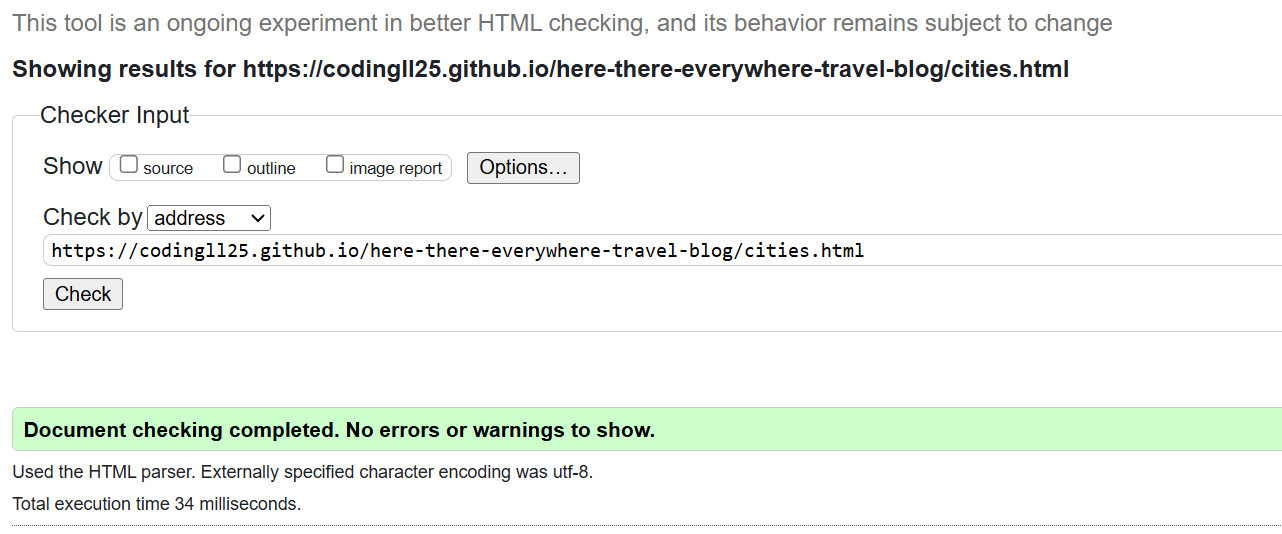 This tool is an ongoing experiment in better HTML checking, and its behavior remains subject to change
Showing results for https://codingll25.github.io/here-there-everywhere-travel-blog/cities.html
Checker Input
Show source outline image report Options...
Check by address
https://codingll25.github.io/here-there-everywhere-travel-blog/cities.html
Check
Document checking completed. No errors or warnings to show.
Used the HTML parser. Externally specified character encoding was utf-8.
Total execution time 34 milliseconds.